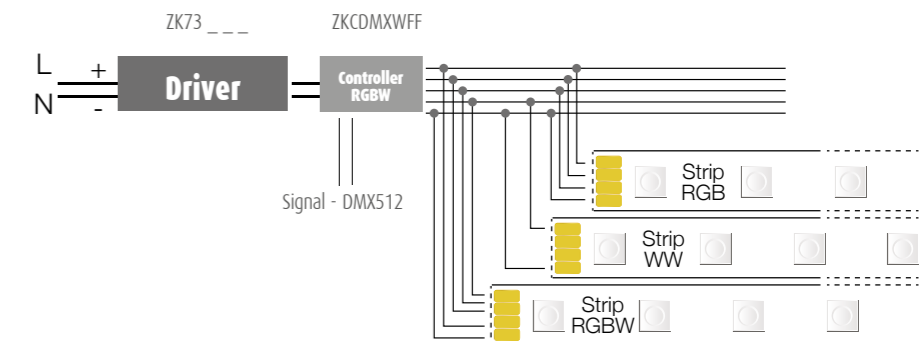 ZK73 _ _ _
ZKCDMXWFF
L
+
N
-
Driver
Controller
RGBW
Signal - DMX512
Strip
RGB
Strip
WW
Strip
RGBW